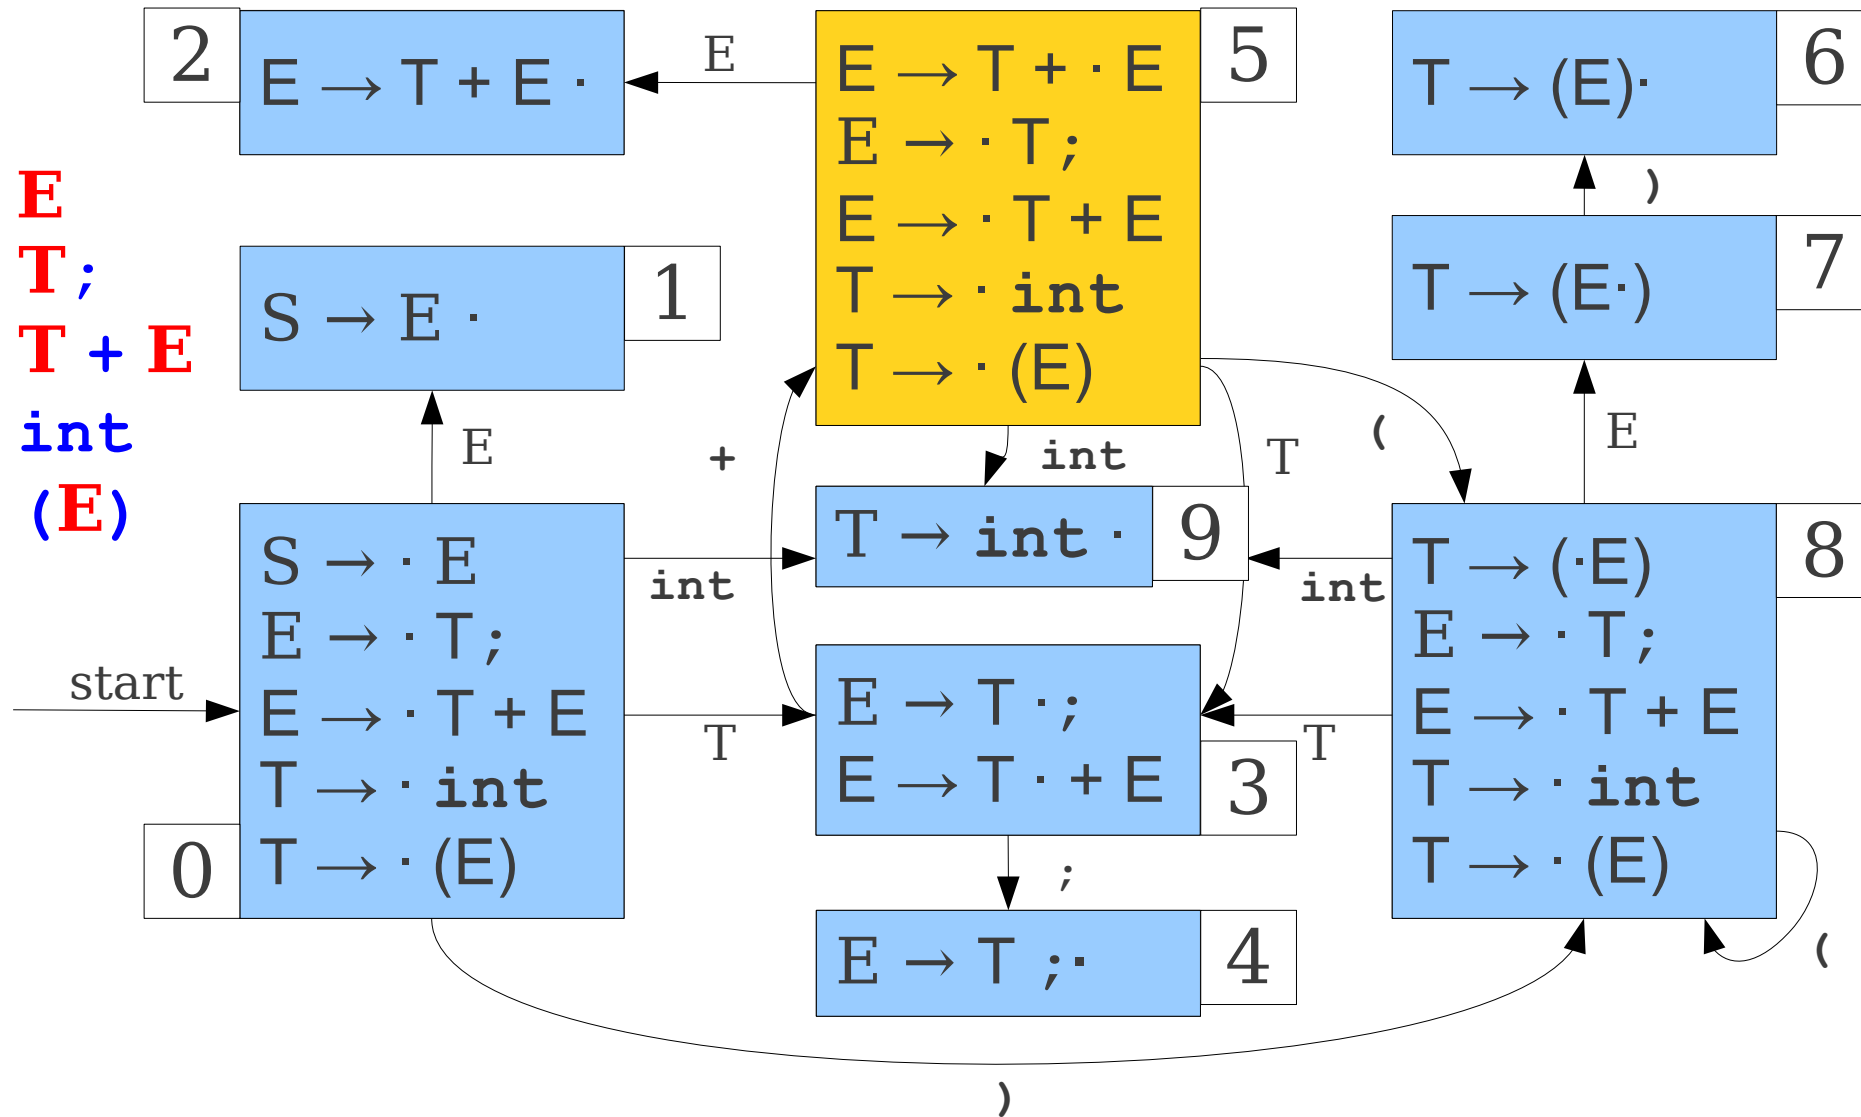 2
E → T + E ·
E
E → T + · E
E → · T ;
E → · T + E
T → · int
T → · (E)
5
T → (E)·
6
)
T → (E·)
7
E
T ;
T + E
int
(E)
S → E ·
1
E
+
int
T
(
E
S → · E
E → · T ;
E → · T + E
T → · int
T → · (E)
0
start
int
T
T → int ·
9
int
T
E → T · ;
E → T · + E
3
;
E → T ;·
4
T → (·E)
E → · T ;
E → · T + E
T → · int
T → · (E)
8
(
)